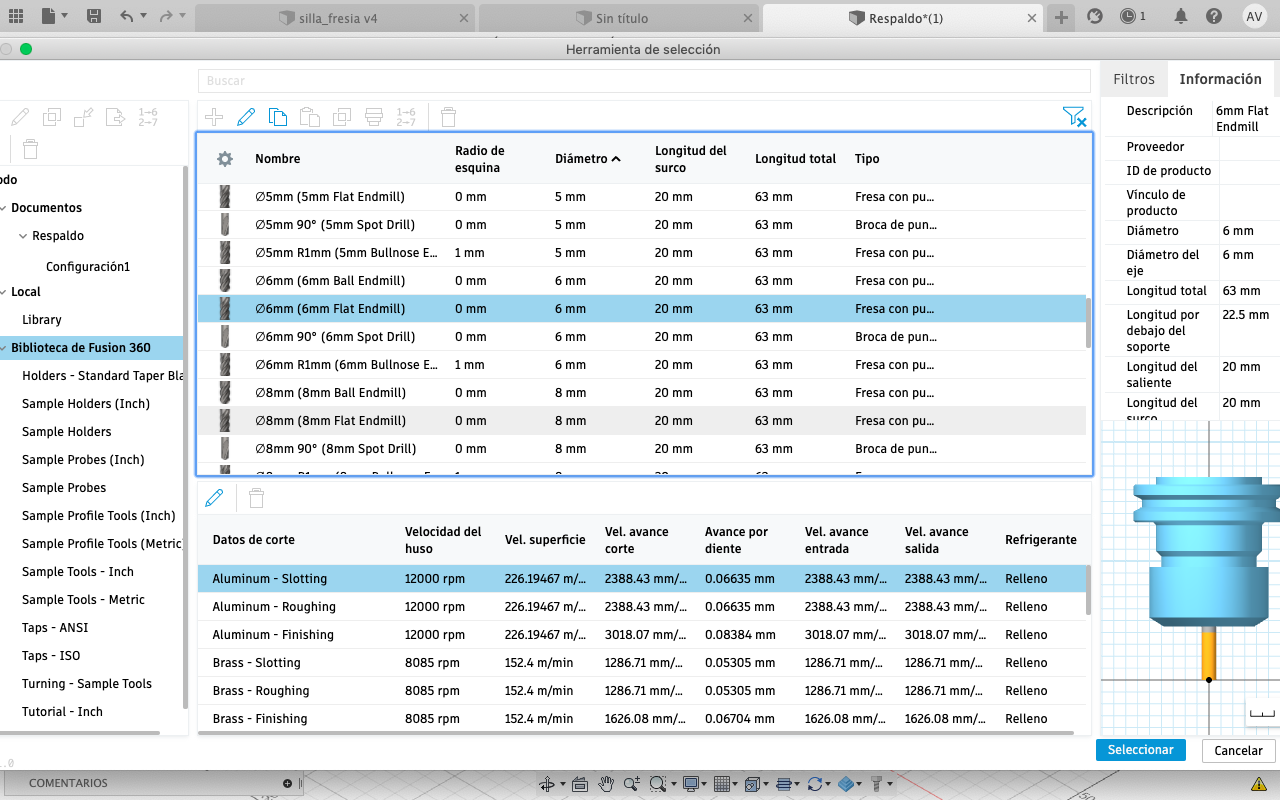 silla_fresia v4
Sin título
Respaldo*(1)
1
AV
Herramienta de selección
Buscar
Filtros
Información
1→6
2→7
1→6
2→7
odo
Documentos
Respaldo
Configuración1
Local
Library
Biblioteca de Fusion 360
Holders - Standard Taper Bla
Sample Holders (Inch)
Sample Holders
Sample Probes (Inch)
Sample Probes
Sample Profile Tools (Inch)
Sample Profile Tools (Metric
Sample Tools - Inch
Sample Tools - Metric
Taps - ANSI
Taps - ISO
Turning - Sample Tools
Tutorial - Inch
Nombre Radio de esquina Diámetro Longitud del surco Longitud total Tipo
∅5mm (5mm Flat Endmill) 0 mm 5 mm 20 mm 63 mm Fresa con pu...
∅5mm 90° (5mm Spot Drill) 0 mm 5 mm 20 mm 63 mm Broca de pun...
∅5mm R1mm (5mm Bullnose E... 1 mm 5 mm 20 mm 63 mm Fresa con pu...
∅6mm (6mm Ball Endmill) 0 mm 6 mm 20 mm 63 mm Fresa con pu...
∅6mm (6mm Flat Endmill) 0 mm 6 mm 20 mm 63 mm Fresa con pu...
∅6mm 90° (6mm Spot Drill) 0 mm 6 mm 20 mm 63 mm Broca de pun...
∅6mm R1mm (6mm Bullnose E... 1 mm 6 mm 20 mm 63 mm Fresa con pu...
∅8mm (8mm Ball Endmill) 0 mm 8 mm 20 mm 63 mm Fresa con pu...
∅8mm (8mm Flat Endmill) 0 mm 8 mm 20 mm 63 mm Fresa con pu...
∅8mm 90° (8mm Spot Drill) 0 mm 8 mm 20 mm 63 mm Broca de pun...
Datos de corte Velocidad del huso Vel. superficie Vel. avance corte Avance por diente Vel. avance entrada Vel. avance salida Refrigerante
Aluminum - Slotting 12000 rpm 226.19467 m/... 2388.43 mm/... 0.06635 mm 2388.43 mm/... 2388.43 mm/... Relleno
Aluminum - Roughing 12000 rpm 226.19467 m/... 2388.43 mm/... 0.06635 mm 2388.43 mm/... 2388.43 mm/... Relleno
Aluminum - Finishing 12000 rpm 226.19467 m/... 3018.07 mm/... 0.08384 mm 3018.07 mm/... 3018.07 mm/... Relleno
Brass - Slotting 8085 rpm 152.4 m/min 1286.71 mm/... 0.05305 mm 1286.71 mm/... 1286.71 mm/... Relleno
Brass - Roughing 8085 rpm 152.4 m/min 1286.71 mm/... 0.05305 mm 1286.71 mm/... 1286.71 mm/... Relleno
Brass - Finishing 8085 rpm 152.4 m/min 1626.08 mm/... 0.06704 mm 1626.08 mm/... 1626.08 mm/... Relleno
Descripción 6mm Flat Endmill
Proveedor
ID de producto
Vínculo de producto
Diámetro 6 mm
Diámetro del eje 6 mm
Longitud total 63 mm
Longitud por debajo del soporte 22.5 mm
Longitud del saliente 20 mm
Longitud del surco 20 mm
Seleccionar
Cancelar
COMENTARIOS
50